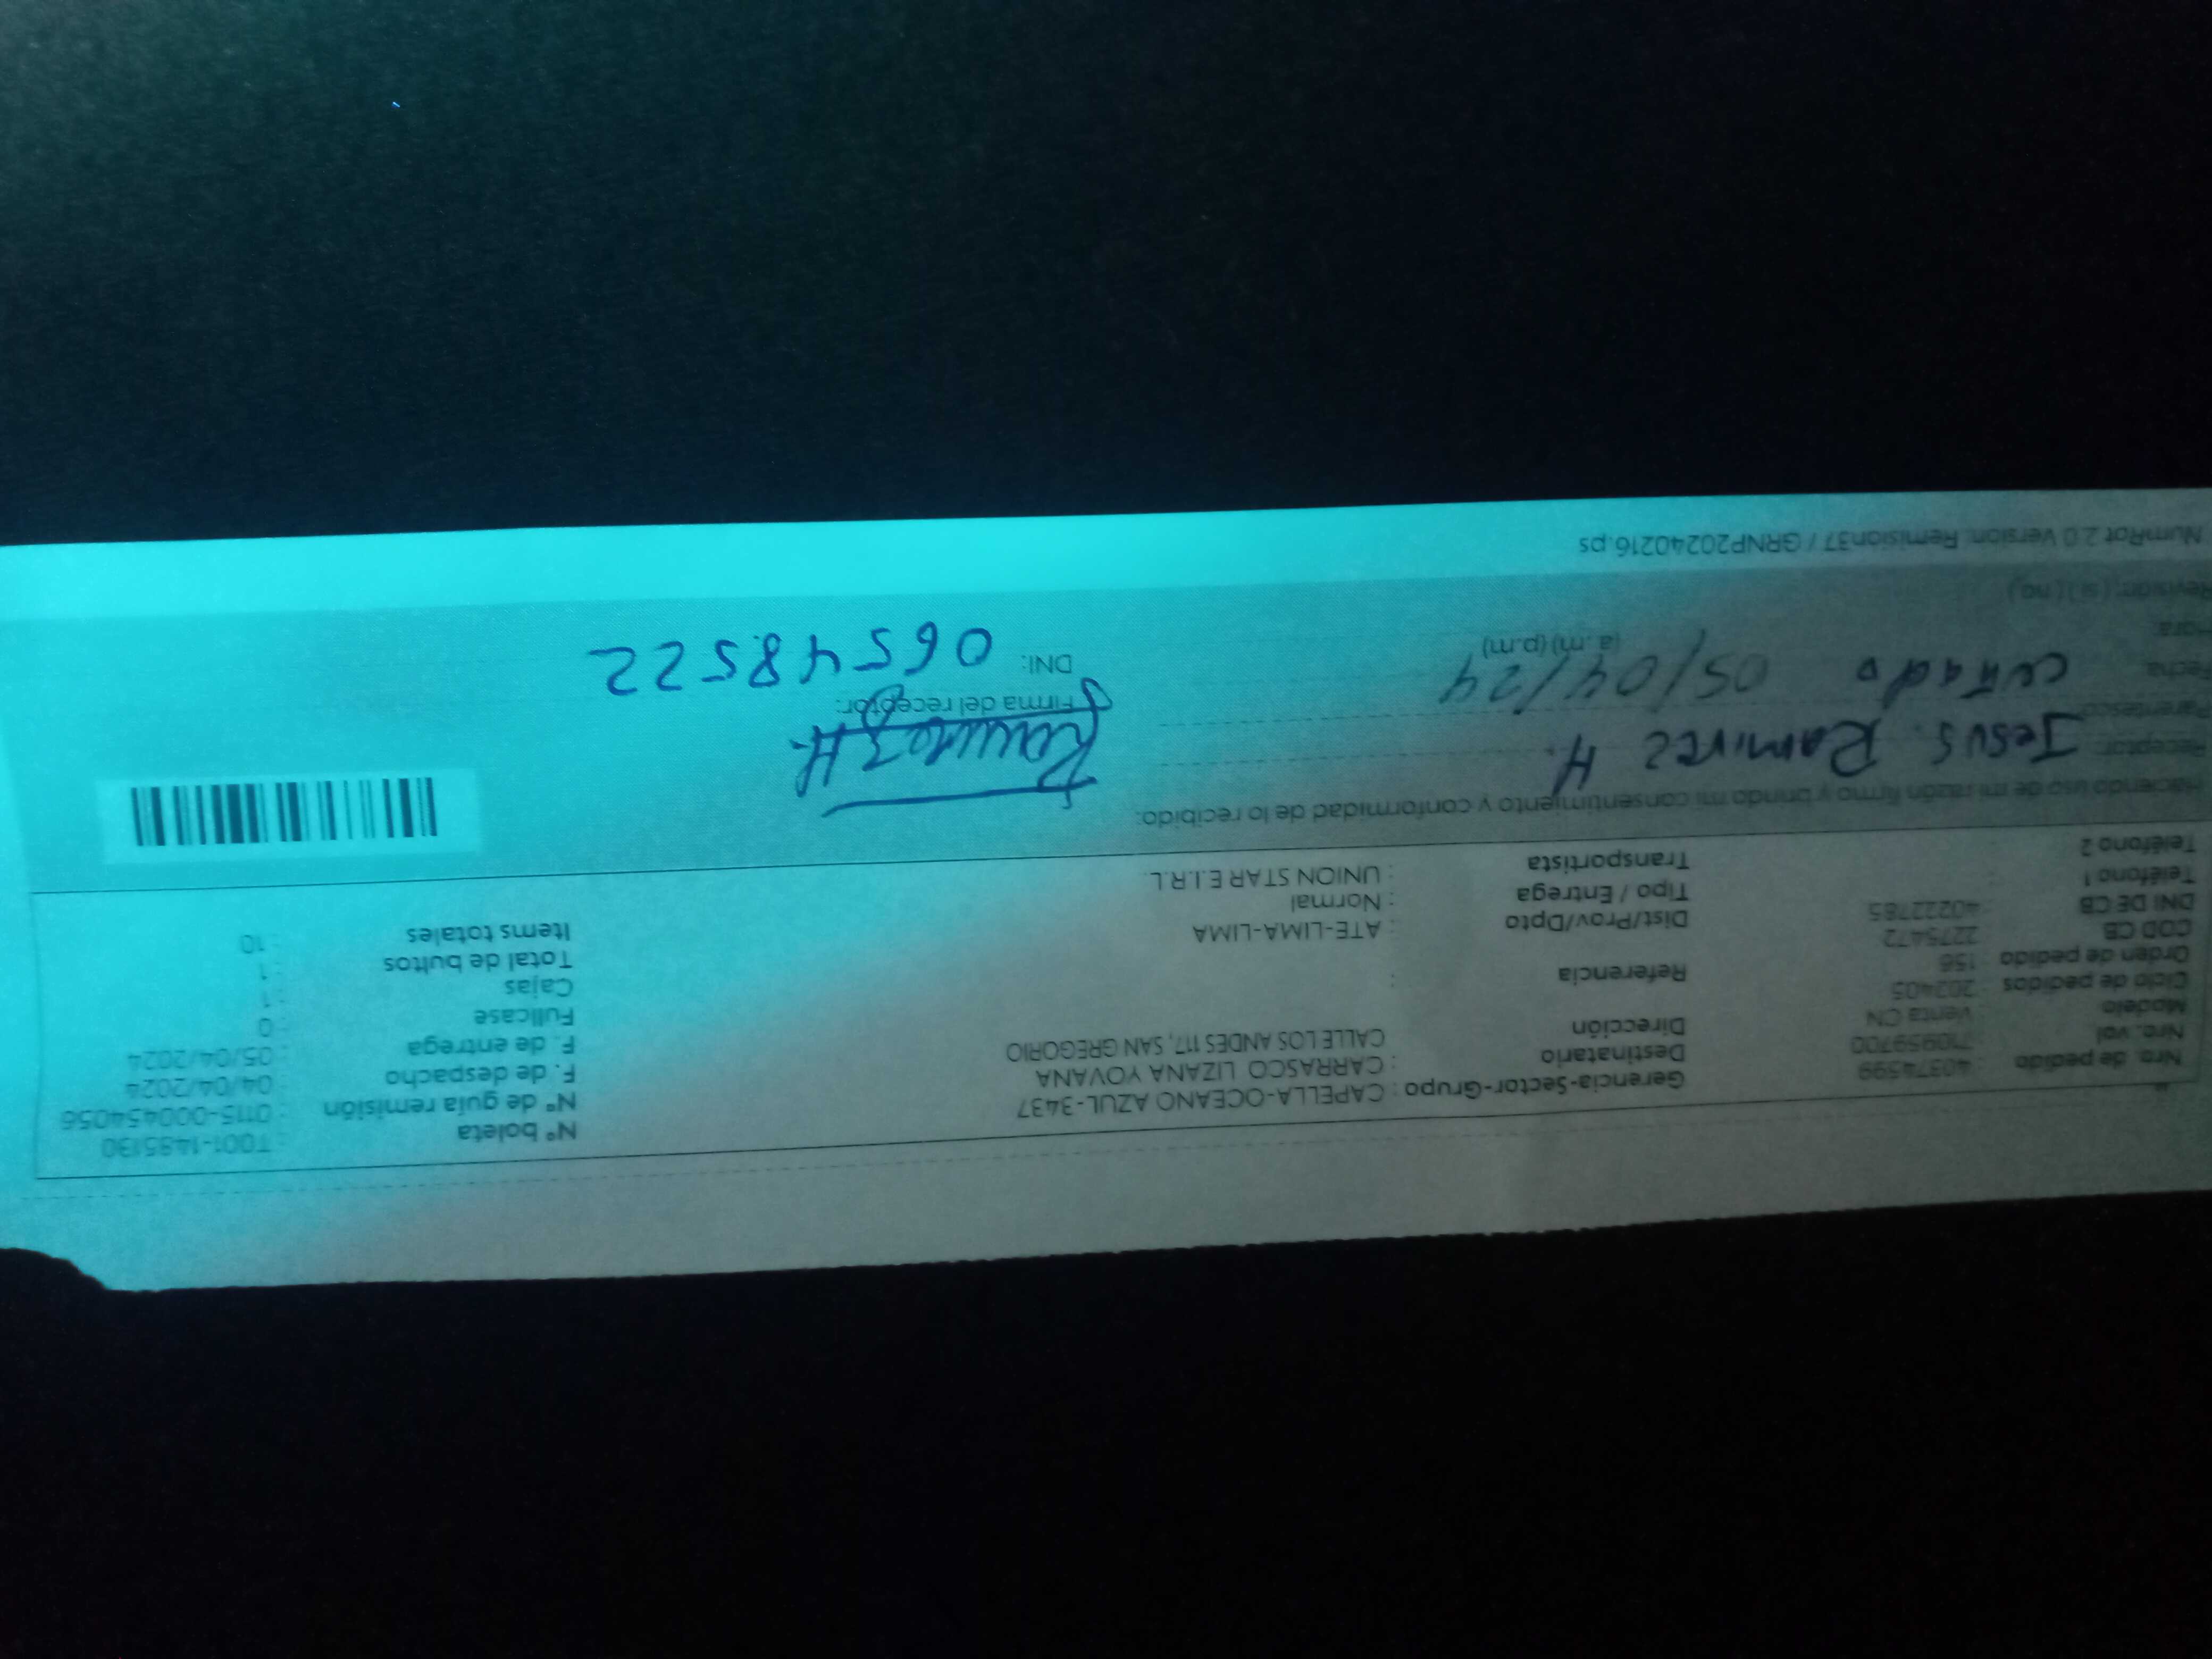 Nro. de pedido : 40374599
Nro. vol : 710959700
Modelo : Venta CN
Ciclo de pedidos : 202405
Orden de pedido : 156
COD CB : 2275472
DNI DE CB : 40222785
Teléfono 1 :
Teléfono 2
Gerencia-Sector-Grupo : CAPELLA-OCEANO AZUL-3437
Destinatario : CARRASCO LIZANA YOVANA
Dirección CALLE LOS ANDES 117, SAN GREGORIO
Referencia :
Dist/Prov/Dpto : ATE-LIMA-LIMA
Tipo / Entrega : Normal
Transportista : UNION STAR E.I.R.L.
N° boleta : T001-1485130
N° de guía remisión : 0115-000454056
F. de despacho : 04/04/2024
F. de entrega : 05/04/2024
Fullcase : 0
Cajas : 1
Total de bultos : 1
Items totales : 10
Haciendo uso de mi razón firmo y brindo mi consentimiento y conformidad de lo recibido:
Receptor: Jesus. Ramirez H.
Parentesco: cuñado
Fecha: 05/04/24
Hora: (a.m) (p.m)
Revisión: (si) (no)
Ramirez H.
Firma del receptor:
DNI: 06548522
NumRot 2.0 Version: Remision37 / GRNP20240216.ps